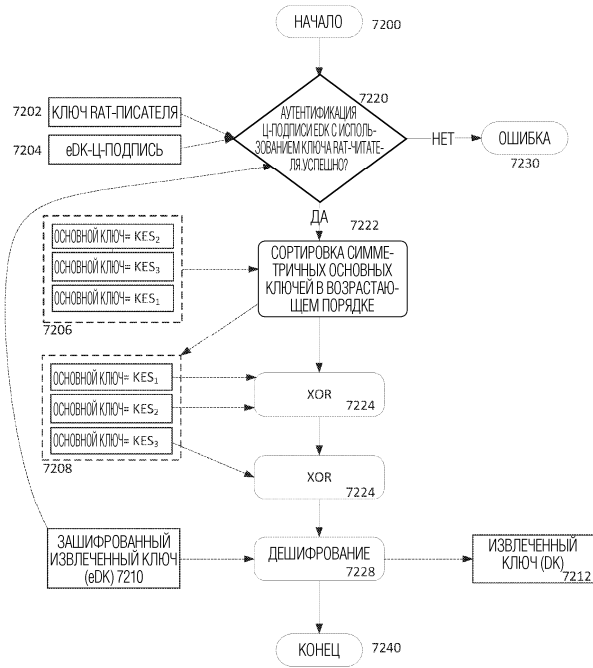 НАЧАЛО
7200
7220
АУТЕНТИФИКАЦИЯ
Ц-ПОДПИСИ EDK С ИСПОЛЬ-
ЗОВАНИЕМ КЛЮЧА RAT-ЧИТАТЕ-
ЛЯ.УСПЕШНО?
7202
КЛЮЧ RAT-ПИСАТЕЛЯ
7204
eDK-Ц-ПОДПИСЬ
НЕТ
ОШИБКА
7230
ДА
7222
СОРТИРОВКА СИММЕ-
ТРИЧНЫХ ОСНОВНЫХ
КЛЮЧЕЙ В ВОЗРАСТАЮ-
ЩЕМ ПОРЯДКЕ
ОСНОВНОЙ КЛЮЧ= KES₂
ОСНОВНОЙ КЛЮЧ= KES₃
ОСНОВНОЙ КЛЮЧ= KES₁
7206
ОСНОВНОЙ КЛЮЧ= KES₁
ОСНОВНОЙ КЛЮЧ= KES₂
ОСНОВНОЙ КЛЮЧ= KES₃
7208
XOR
7224
XOR
7224
ЗАШИФРОВАННЫЙ
ИЗВЛЕЧЕННЫЙ КЛЮЧ
(eDK) 7210
ДЕШИФРОВАНИЕ
7228
ИЗВЛЕЧЕННЫЙ
КЛЮЧ (DK)
7212
КОНЕЦ
7240